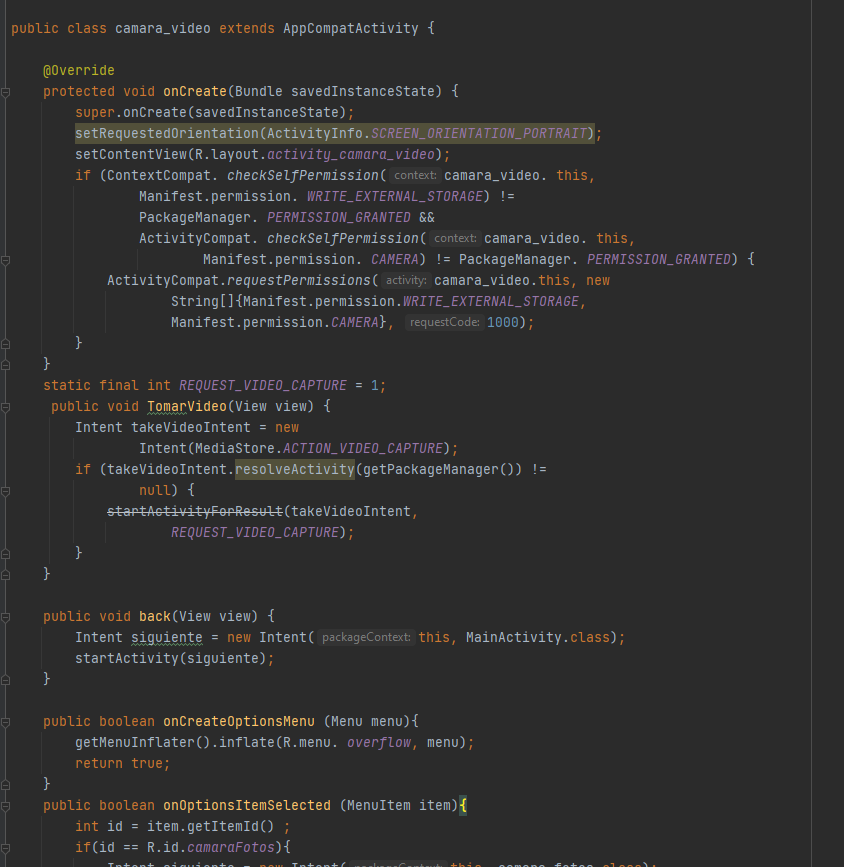 public class camara_video extends AppCompatActivity {
@Override
protected void onCreate(Bundle savedInstanceState) {
super.onCreate(savedInstanceState);
setRequestedOrientation(ActivityInfo.SCREEN_ORIENTATION_PORTRAIT);
setContentView(R.layout.activity_camara_video);
if (ContextCompat. checkSelfPermission( context: camara_video. this,
Manifest.permission. WRITE_EXTERNAL_STORAGE) !=
PackageManager. PERMISSION_GRANTED &&
ActivityCompat. checkSelfPermission( context: camara_video. this,
Manifest.permission. CAMERA) != PackageManager. PERMISSION_GRANTED) {
ActivityCompat.requestPermissions( activity: camara_video.this, new
String[]{Manifest.permission.WRITE_EXTERNAL_STORAGE,
Manifest.permission.CAMERA}, requestCode: 1000);
}
}
static final int REQUEST_VIDEO_CAPTURE = 1;
public void TomarVideo(View view) {
Intent takeVideoIntent = new
Intent(MediaStore.ACTION_VIDEO_CAPTURE);
if (takeVideoIntent.resolveActivity(getPackageManager()) !=
null) {
startActivityForResult(takeVideoIntent,
REQUEST_VIDEO_CAPTURE);
}
}
public void back(View view) {
Intent siguiente = new Intent( packageContext: this, MainActivity.class);
startActivity(siguiente);
}
public boolean onCreateOptionsMenu (Menu menu){
getMenuInflater().inflate(R.menu. overflow, menu);
return true;
}
public boolean onOptionsItemSelected (MenuItem item){
int id = item.getItemId() ;
if(id == R.id.camaraFotos){
Intent siguiente = new Intent( packageContext: this, camara_fotos.class);